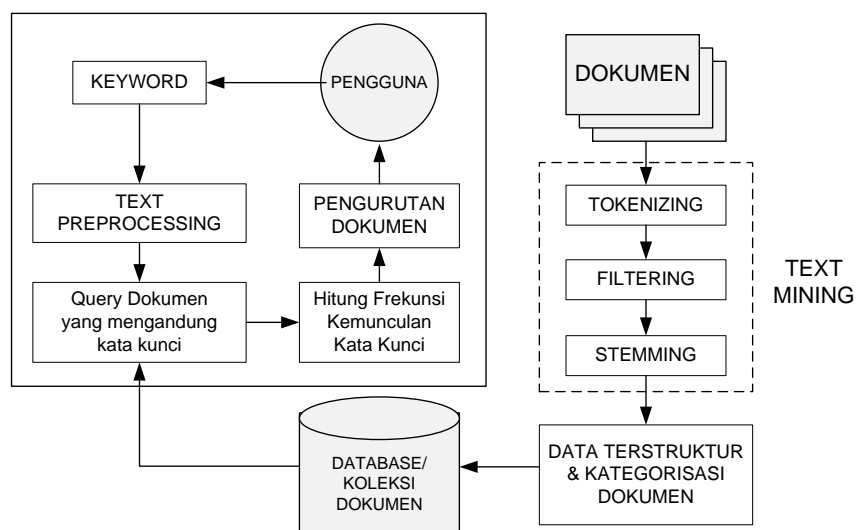 KEYWORD
PENGGUNA
TEXT
PREPROCESSING
PENGURUTAN
DOKUMEN
Query Dokumen
yang mengandung
kata kunci
Hitung Frekunsi
Kemunculan
Kata Kunci
DOKUMEN
TOKENIZING
FILTERING
STEMMING
TEXT
MINING
DATABASE/
KOLEKSI
DOKUMEN
DATA TERSTRUKTUR
& KATEGORISASI
DOKUMEN